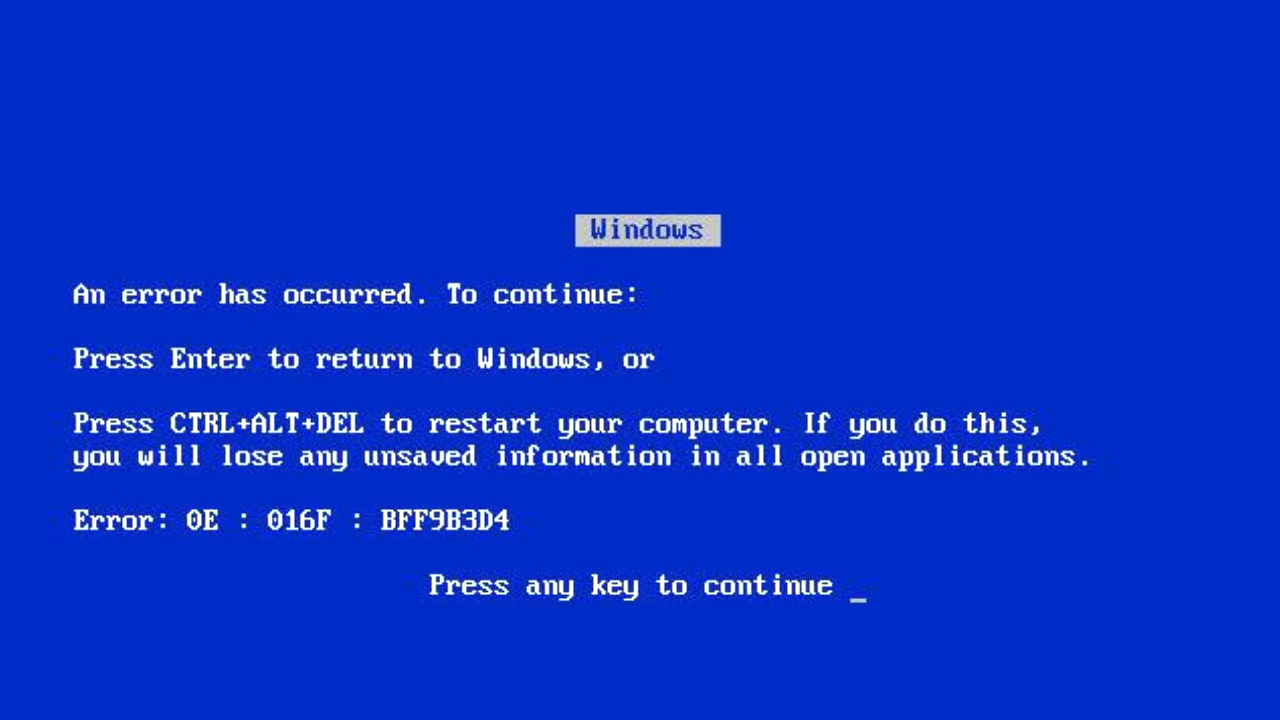 Windows
An error has occurred. To continue:
Press Enter to return to Windows, or
Press CTRL+ALT+DEL to restart your computer. If you do this,
you will lose any unsaved information in all open applications.
Error: 0E : 016F : BFF9B3D4
Press any key to continue _